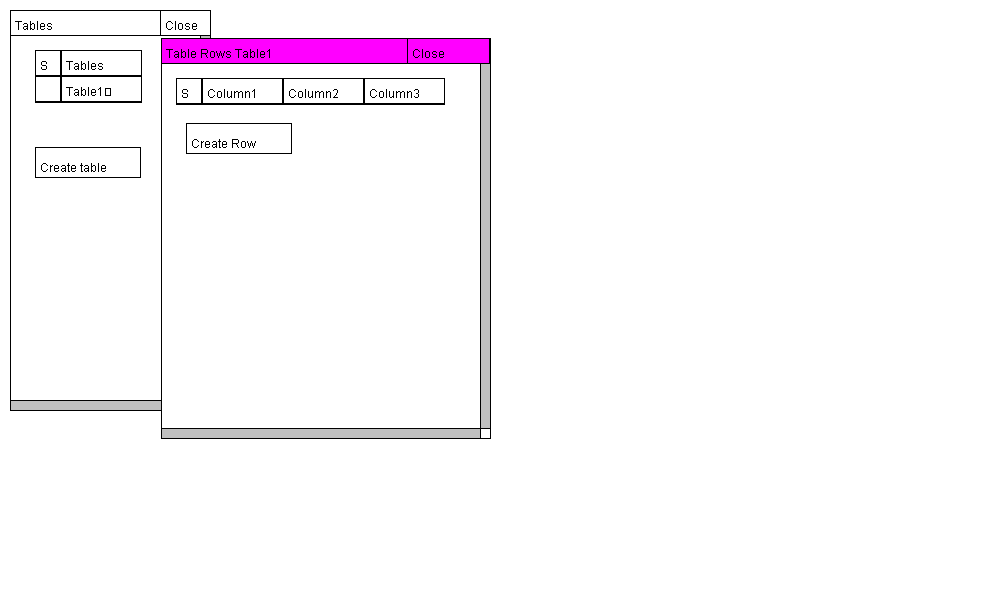 Tables Close
Table Rows Table1 Close
S Tables
Table1
S Column1 Column2 Column3
Create Row
Create table